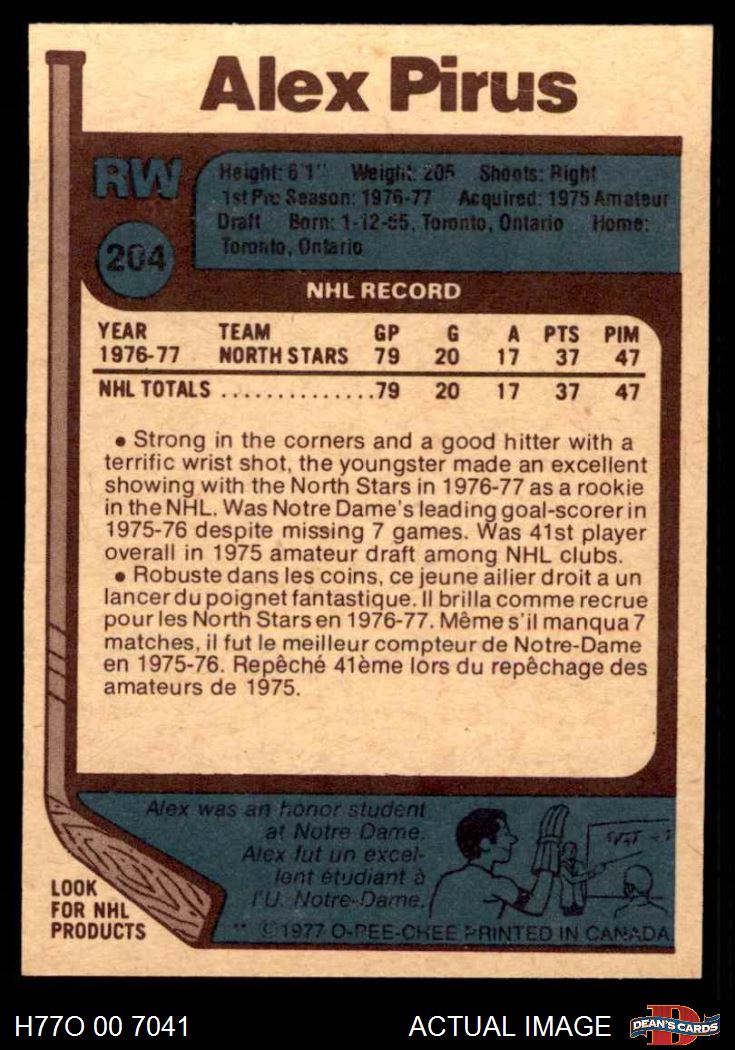 Alex Pirus
RW
Height: 6'1" Weight: 205 Shoots: Right
1st Pro Season: 1976-77 Acquired: 1975 Amateur
Draft Born: 1-12-55, Toronto, Ontario Home:
Toronto, Ontario
204
NHL RECORD
YEAR TEAM GP G A PTS PIM
1976-77 NORTH STARS 79 20 17 37 47
NHL TOTALS ..............79 20 17 37 47
• Strong in the corners and a good hitter with a
terrific wrist shot, the youngster made an excellent
showing with the North Stars in 1976-77 as a rookie
in the NHL. Was Notre Dame's leading goal-scorer in
1975-76 despite missing 7 games. Was 41st player
overall in 1975 amateur draft among NHL clubs.
• Robuste dans les coins, ce jeune ailier droit a un
lancer du poignet fantastique. Il brilla comme recrue
pour les North Stars en 1976-77. Même s'il manqua 7
matches, il fut le meilleur compteur de Notre-Dame
en 1975-76. Repêché 41ème lors du repêchage des
amateurs de 1975.
Alex was an honor student
at Notre Dame.
Alex fut un excel-
lent étudiant à
l'U. Notre-Dame.
LOOK
FOR NHL
PRODUCTS
** ©1977 O-PEE-CHEE PRINTED IN CANADA
H77O 00 7041
ACTUAL IMAGE
DEAN'S CARDS